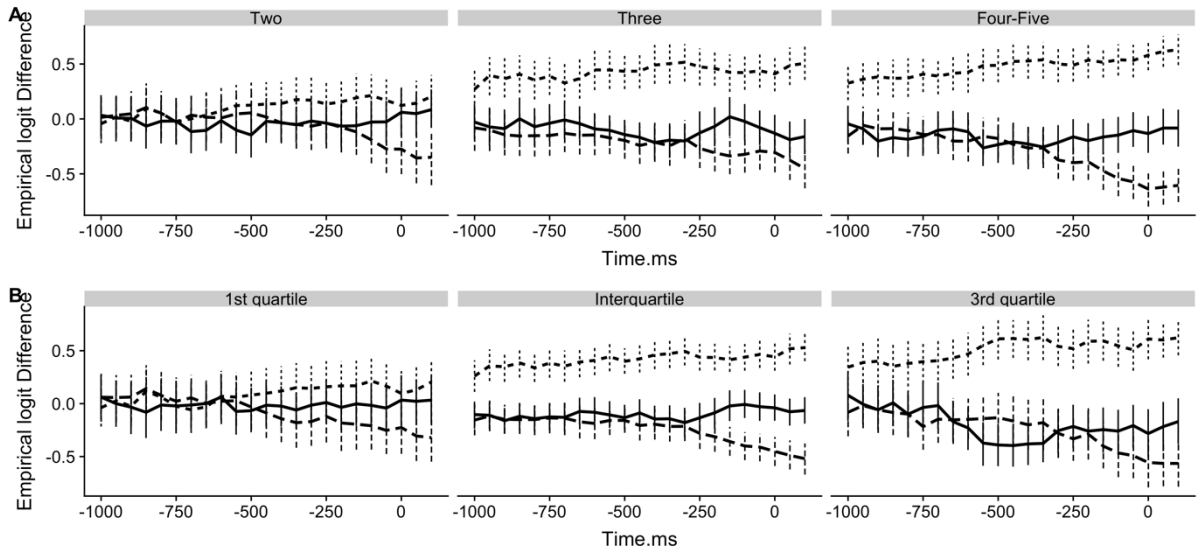 A
Two Three Four-Five
Empirical logit Difference
0.5
0.0
-0.5
-1000 -750 -500 -250 0 -1000 -750 -500 -250 0 -1000 -750 -500 -250 0
Time.ms
B
1st quartile Interquartile 3rd quartile
Empirical logit Difference
0.5
0.0
-0.5
-1000 -750 -500 -250 0 -1000 -750 -500 -250 0 -1000 -750 -500 -250 0
Time.ms